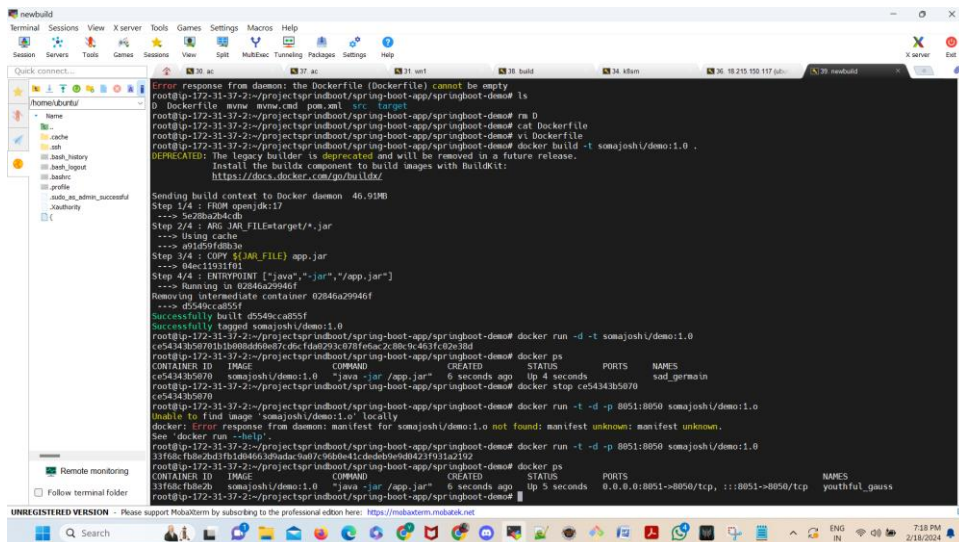 newbuild
Terminal Sessions View X server Tools Games Settings Macros Help
Session Servers Tools Games Sessions View Split MultiExec Tunneling Packages Settings Help X server Exit
Quick connect... 30. ac 37. ac 31. wn1 38. build 34. k8sm 36. 18.215.150.117 (ubu 39. newbuild
/home/ubuntu/
Name
..
.cache
.ssh
.bash_history
.bash_logout
.bashrc
.profile
.sudo_as_admin_successful
.Xauthority
(
Remote monitoring
Follow terminal folder
Error response from daemon: the Dockerfile (Dockerfile) cannot be empty
root@ip-172-31-37-2:~/projectsprindboot/spring-boot-app/springboot-demo# ls
D Dockerfile mvnw mvnw.cmd pom.xml src target
root@ip-172-31-37-2:~/projectsprindboot/spring-boot-app/springboot-demo# rm D
root@ip-172-31-37-2:~/projectsprindboot/spring-boot-app/springboot-demo# cat Dockerfile
root@ip-172-31-37-2:~/projectsprindboot/spring-boot-app/springboot-demo# vi Dockerfile
root@ip-172-31-37-2:~/projectsprindboot/spring-boot-app/springboot-demo# docker build -t somajoshi/demo:1.0 .
DEPRECATED: The legacy builder is deprecated and will be removed in a future release.
Install the buildx component to build images with BuildKit:
https://docs.docker.com/go/buildx/
Sending build context to Docker daemon 46.91MB
Step 1/4 : FROM openjdk:17
---> 5e28ba2b4cdb
Step 2/4 : ARG JAR_FILE=target/*.jar
---> Using cache
---> a91d59fd8b3e
Step 3/4 : COPY ${JAR_FILE} app.jar
---> 04ec11931f01
Step 4/4 : ENTRYPOINT ["java","-jar","/app.jar"]
---> Running in 02846a29946f
Removing intermediate container 02846a29946f
---> d5549cca855f
Successfully built d5549cca855f
Successfully tagged somajoshi/demo:1.0
root@ip-172-31-37-2:~/projectsprindboot/spring-boot-app/springboot-demo# docker run -d -t somajoshi/demo:1.0
ce54343b50701b1b008dd60e87cd6cfda0293c078fe6ac2c80c9c463fc02e38d
root@ip-172-31-37-2:~/projectsprindboot/spring-boot-app/springboot-demo# docker ps
CONTAINER ID IMAGE COMMAND CREATED STATUS PORTS NAMES
ce54343b5070 somajoshi/demo:1.0 "java -jar /app.jar" 6 seconds ago Up 4 seconds sad_germain
root@ip-172-31-37-2:~/projectsprindboot/spring-boot-app/springboot-demo# docker stop ce54343b5070
ce54343b5070
root@ip-172-31-37-2:~/projectsprindboot/spring-boot-app/springboot-demo# docker run -t -d -p 8051:8050 somajoshi/demo:1.o
Unable to find image 'somajoshi/demo:1.o' locally
docker: Error response from daemon: manifest for somajoshi/demo:1.o not found: manifest unknown: manifest unknown.
See 'docker run --help'.
root@ip-172-31-37-2:~/projectsprindboot/spring-boot-app/springboot-demo# docker run -t -d -p 8051:8050 somajoshi/demo:1.0
33f68cfb8e2bd3fb1d04663d9adac9a07c96b0e41cdedeb9e9d0423f931a2192
root@ip-172-31-37-2:~/projectsprindboot/spring-boot-app/springboot-demo# docker ps
CONTAINER ID IMAGE COMMAND CREATED STATUS PORTS NAMES
33f68cfb8e2b somajoshi/demo:1.0 "java -jar /app.jar" 6 seconds ago Up 5 seconds 0.0.0.0:8051->8050/tcp, :::8051->8050/tcp youthful_gauss
root@ip-172-31-37-2:~/projectsprindboot/spring-boot-app/springboot-demo#
UNREGISTERED VERSION - Please support MobaXterm by subscribing to the professional edition here: https://mobaxterm.mobatek.net
Search
ENG
IN
7:18 PM
2/18/2024